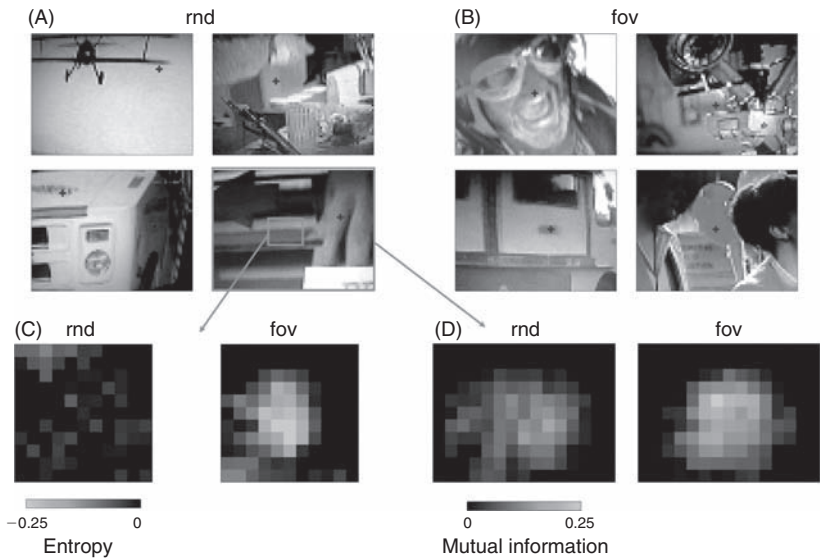 (A) rnd
(B) fov
(C) rnd
fov
(D) rnd
fov
−0.25 0
Entropy
0 0.25
Mutual information